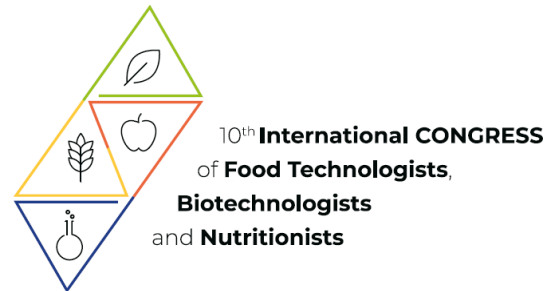 10th International CONGRESS
of Food Technologists,
Biotechnologists
and Nutritionists